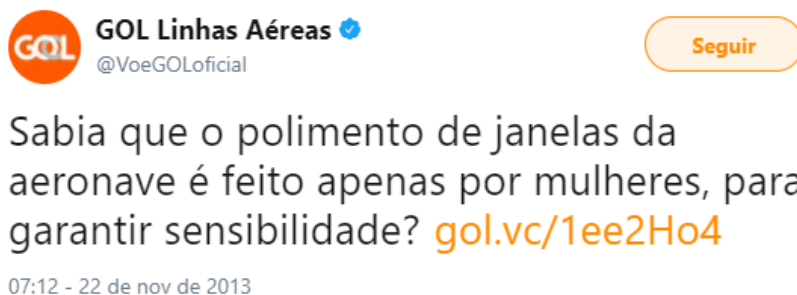 GOL
GOL Linhas Aéreas
@VoeGOLoficial
Seguir
Sabia que o polimento de janelas da
aeronave é feito apenas por mulheres, para
garantir sensibilidade? gol.vc/1ee2Ho4
07:12 - 22 de nov de 2013